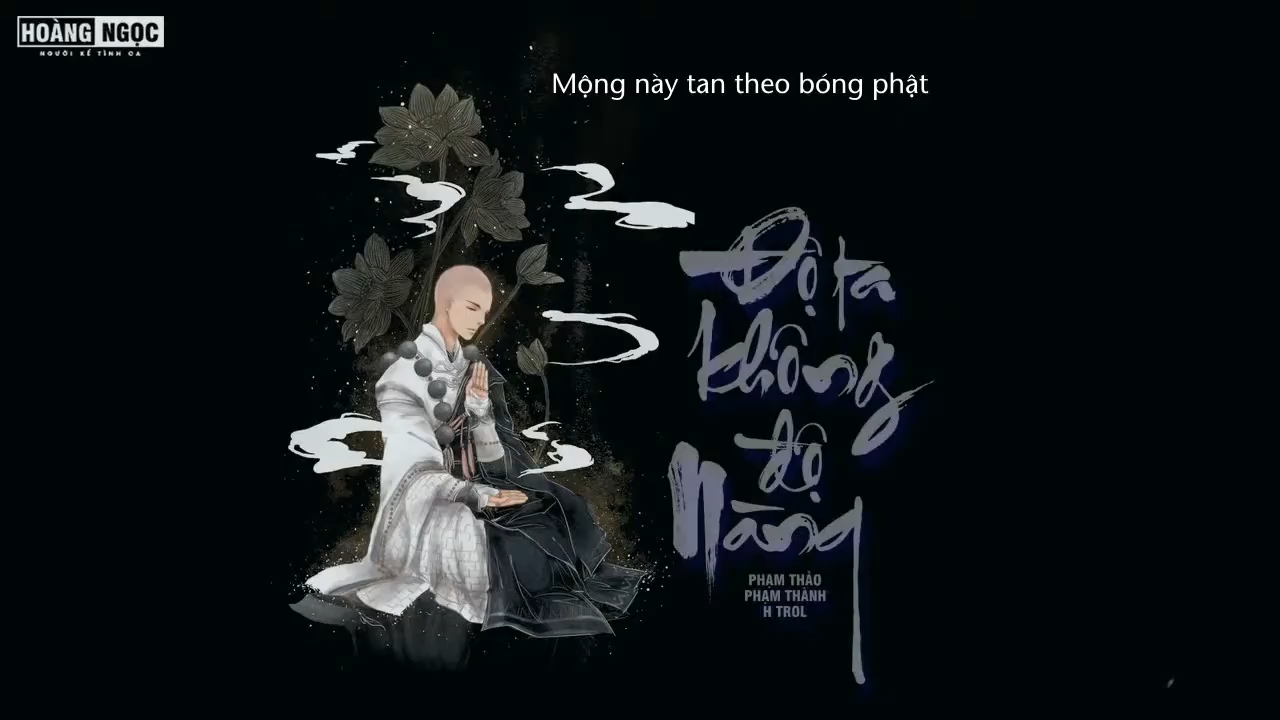 HOÀNG NGỌC
NGƯỜI KỂ TÌNH CA
Mộng này tan theo bóng phật
Độ ta
không
độ
Nàng
PHẠM THẢO
PHẠM THÀNH
H TROL